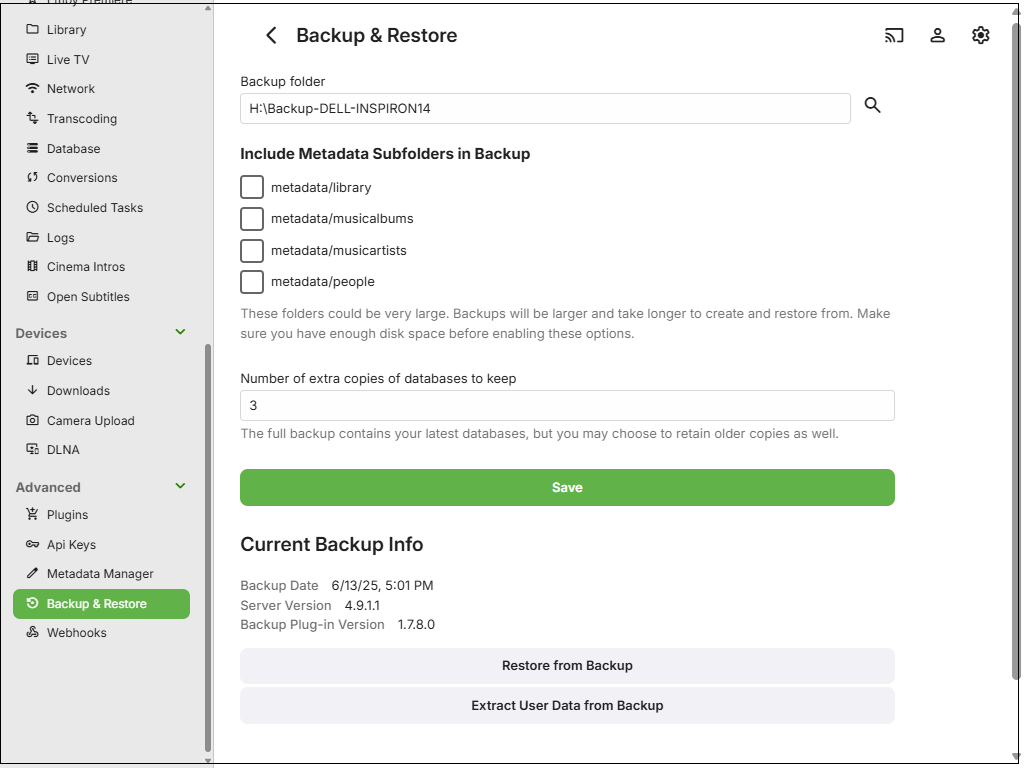 Emby Premiere
Library
Live TV
Network
Transcoding
Database
Conversions
Scheduled Tasks
Logs
Cinema Intros
Open Subtitles
Devices
Devices
Downloads
Camera Upload
DLNA
Advanced
Plugins
Api Keys
Metadata Manager
Backup & Restore
Webhooks
Backup & Restore
Backup folder
H:\Backup-DELL-INSPIRON14
Include Metadata Subfolders in Backup
metadata/library
metadata/musicalbums
metadata/musicartists
metadata/people
These folders could be very large. Backups will be larger and take longer to create and restore from. Make
sure you have enough disk space before enabling these options.
Number of extra copies of databases to keep
3
The full backup contains your latest databases, but you may choose to retain older copies as well.
Save
Current Backup Info
Backup Date 6/13/25, 5:01 PM
Server Version 4.9.1.1
Backup Plug-in Version 1.7.8.0
Restore from Backup
Extract User Data from Backup